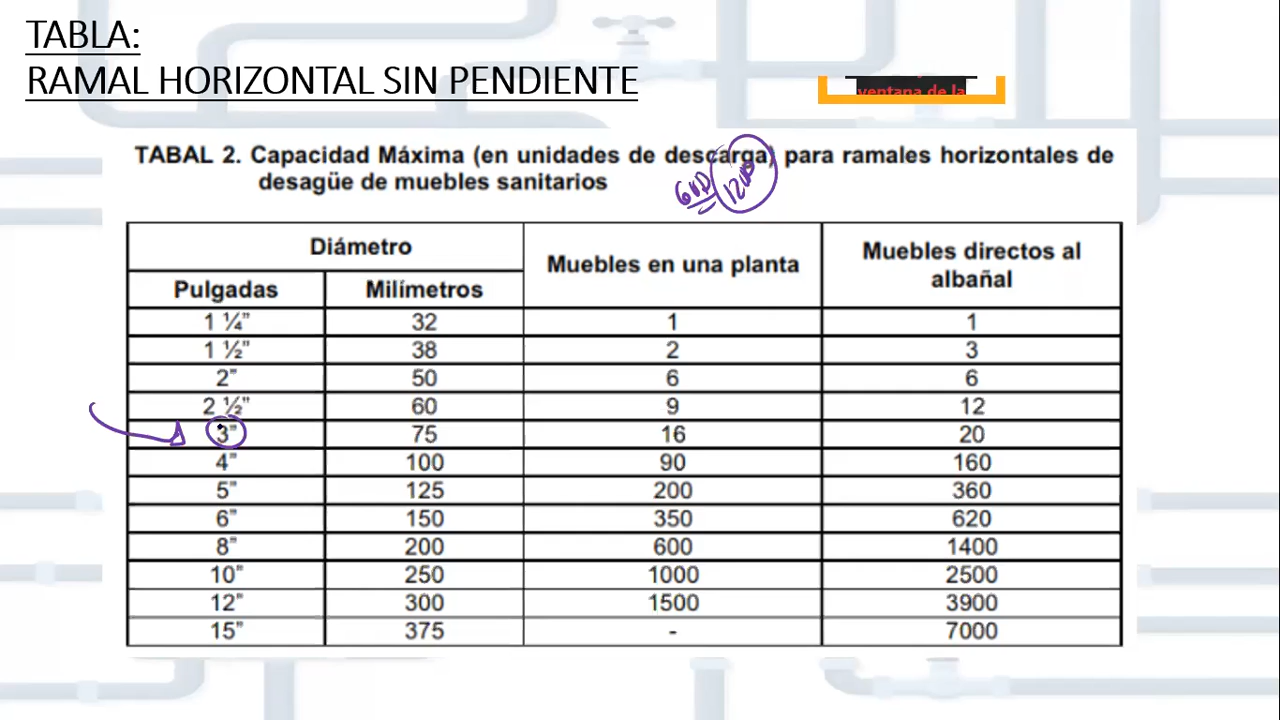 TABLA:
RAMAL HORIZONTAL SIN PENDIENTE
ventana de la
TABAL 2. Capacidad Máxima (en unidades de descarga) para ramales horizontales de
desagüe de muebles sanitarios
6UD
12UD
Diámetro
Muebles en una planta
Muebles directos al
albañal
Pulgadas Milímetros
1 ¼” 32 1 1
1 ½” 38 2 3
2” 50 6 6
2 ½” 60 9 12
3” 75 16 20
4” 100 90 160
5” 125 200 360
6” 150 350 620
8” 200 600 1400
10” 250 1000 2500
12” 300 1500 3900
15” 375 - 7000